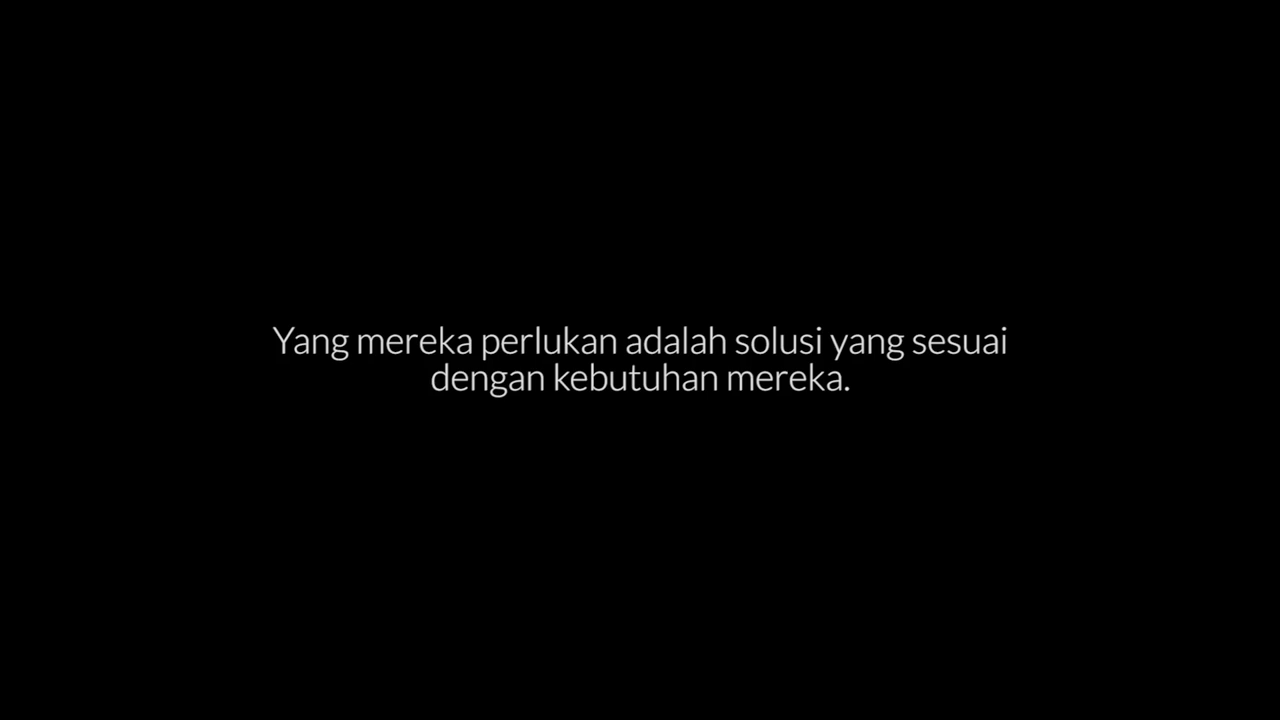 Yang mereka perlukan adalah solusi yang sesuai
dengan kebutuhan mereka.